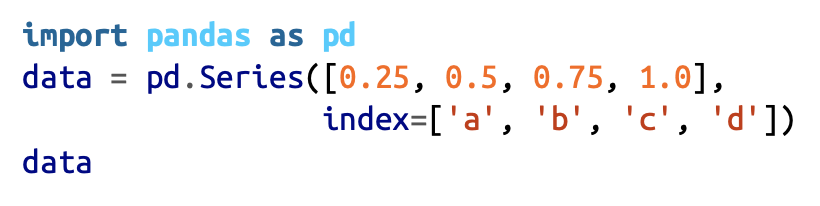 import pandas as pd
data = pd.Series([0.25, 0.5, 0.75, 1.0],
                 index=['a', 'b', 'c', 'd'])
data